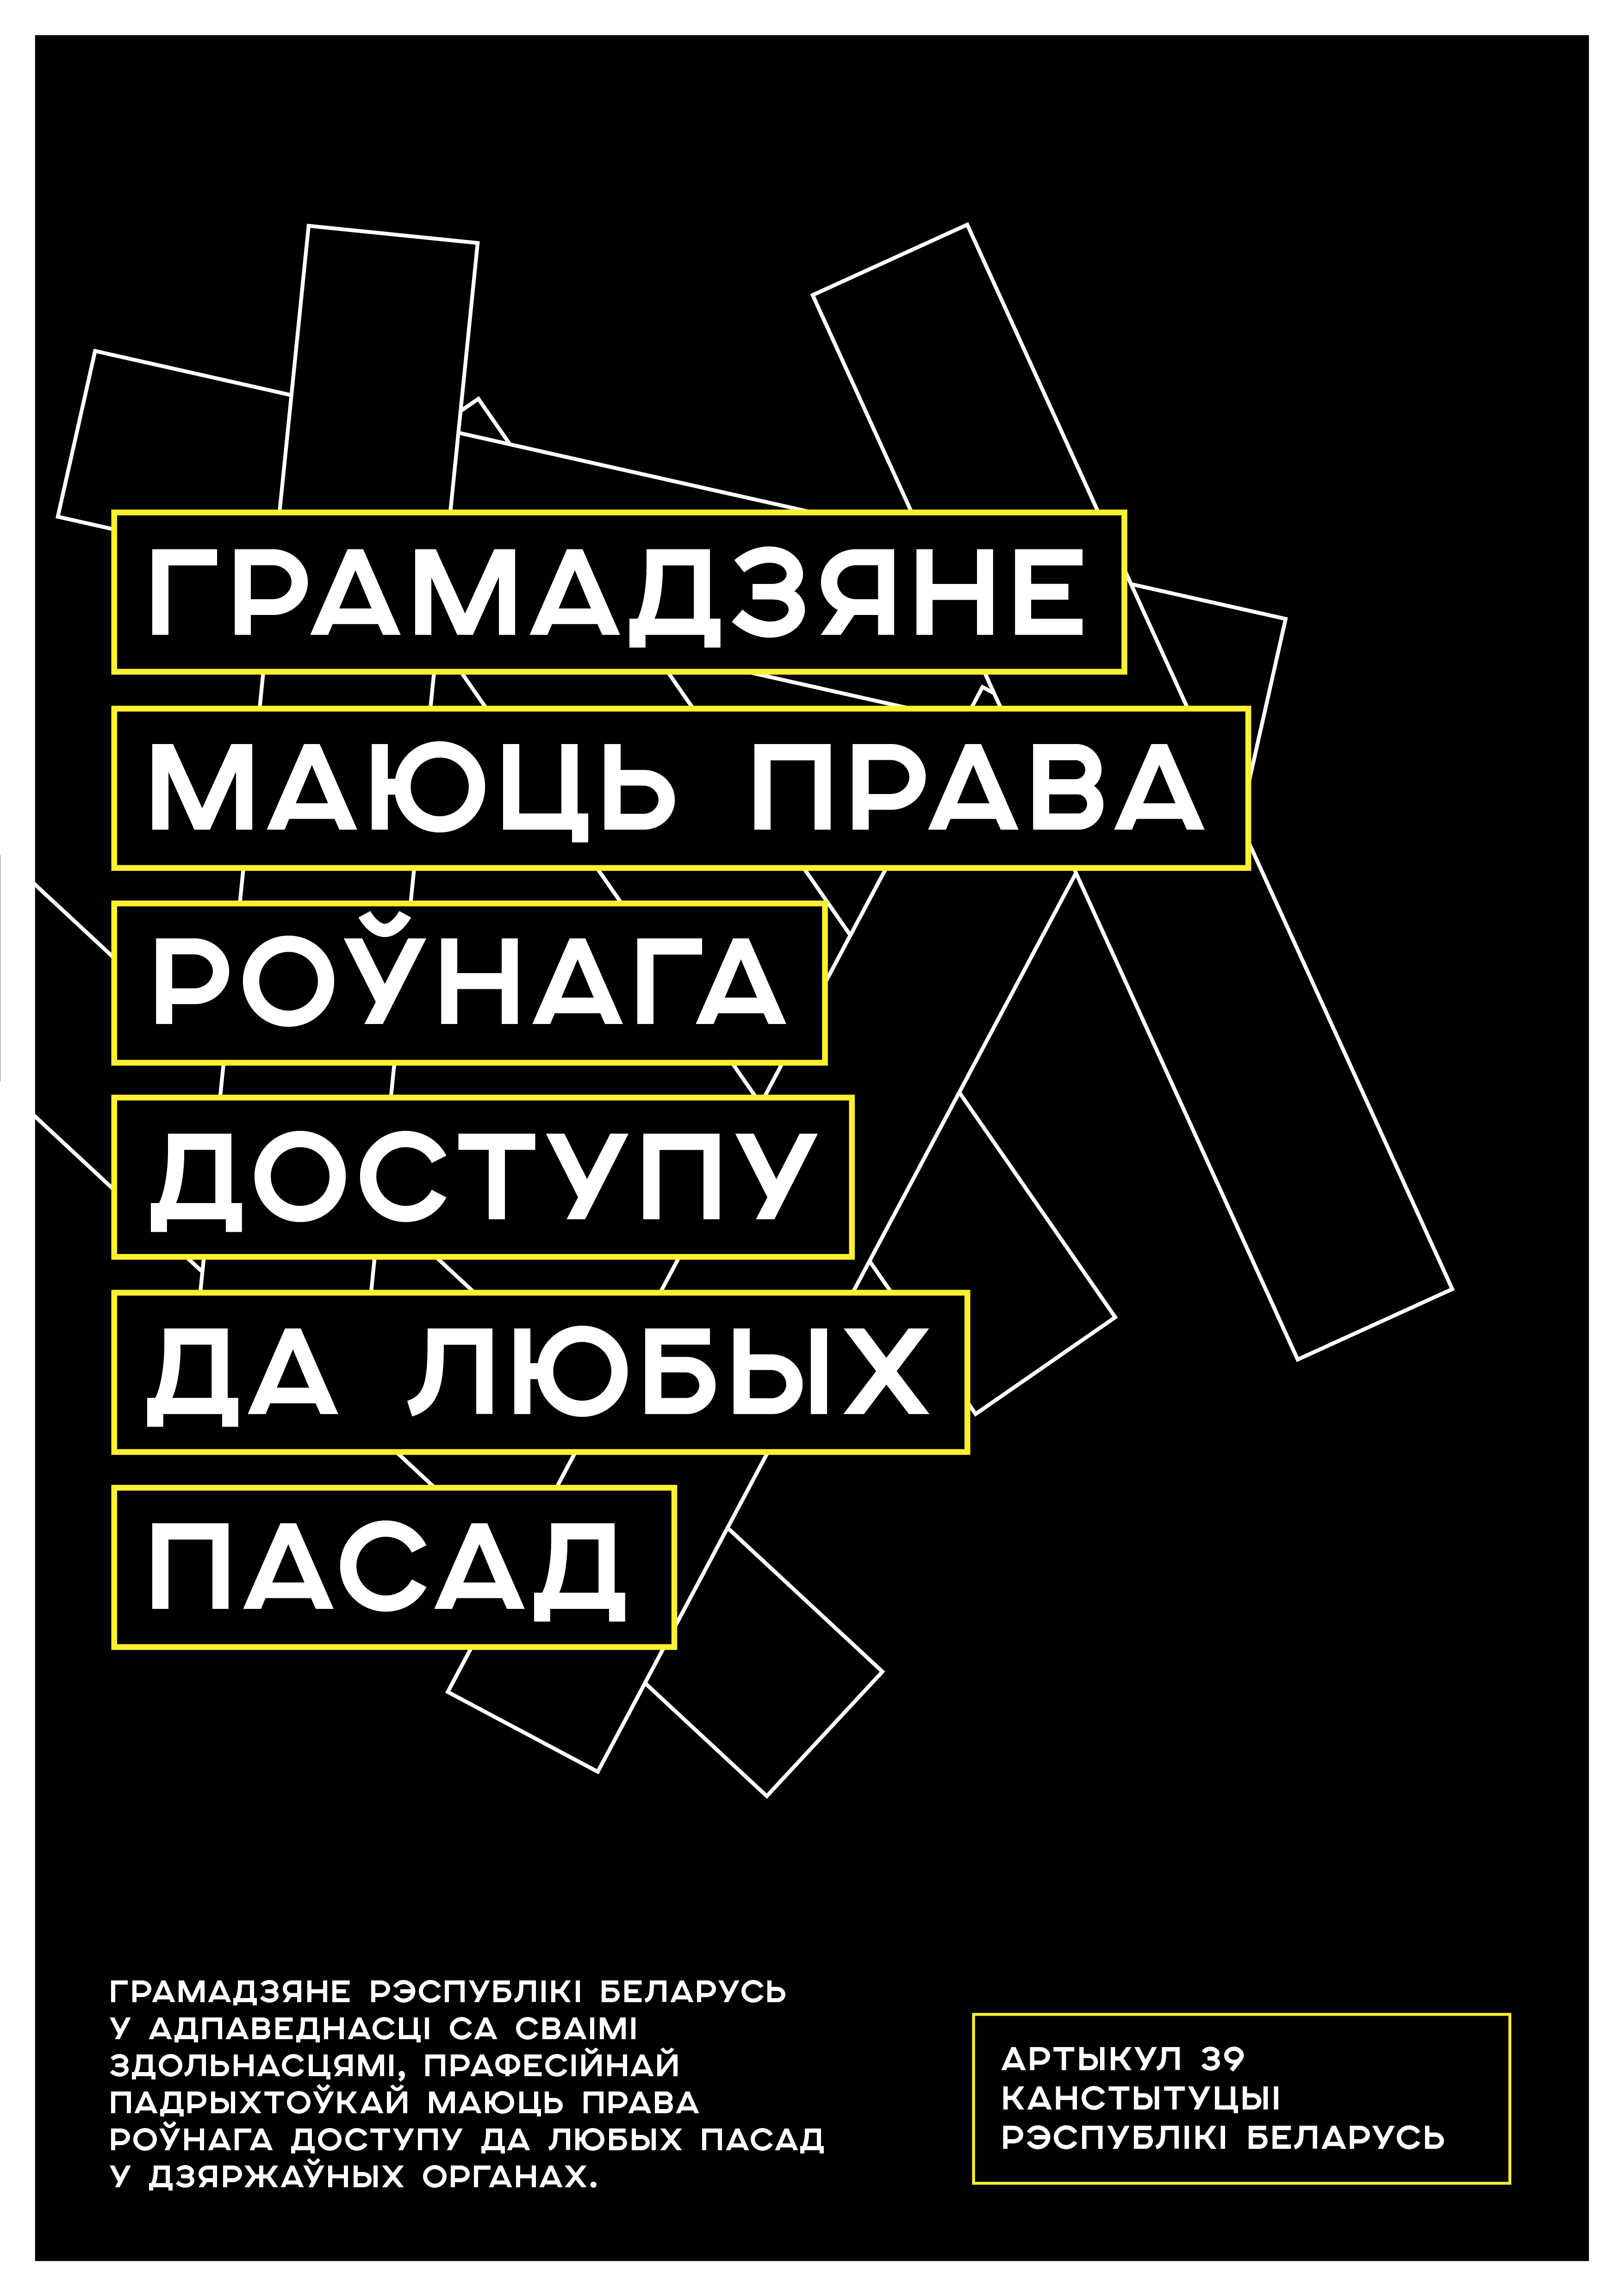 ГРАМАДЗЯНЕ
МАЮЦЬ ПРАВА
РОЎНАГА
ДОСТУПУ
ДА ЛЮБЫХ
ПАСАД
ГРАМАДЗЯНЕ РЭСПУБЛІКІ БЕЛАРУСЬ
У АДПАВЕДНАСЦІ СА СВАІМІ
ЗДОЛЬНАСЦЯМІ, ПРАФЕСІЙНАЙ
ПАДРЫХТОЎКАЙ МАЮЦЬ ПРАВА
РОЎНАГА ДОСТУПУ ДА ЛЮБЫХ ПАСАД
У ДЗЯРЖАЎНЫХ ОРГАНАХ.
АРТЫКУЛ 39
КАНСТЫТУЦЫІ
РЭСПУБЛІКІ БЕЛАРУСЬ